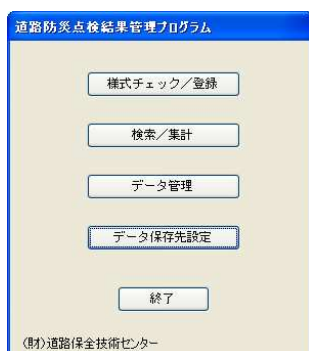 道路防災点検結果管理プログラム
様式チェック／登録
検索／集計
データ管理
データ保存先設定
終了
(財)道路保全技術センター